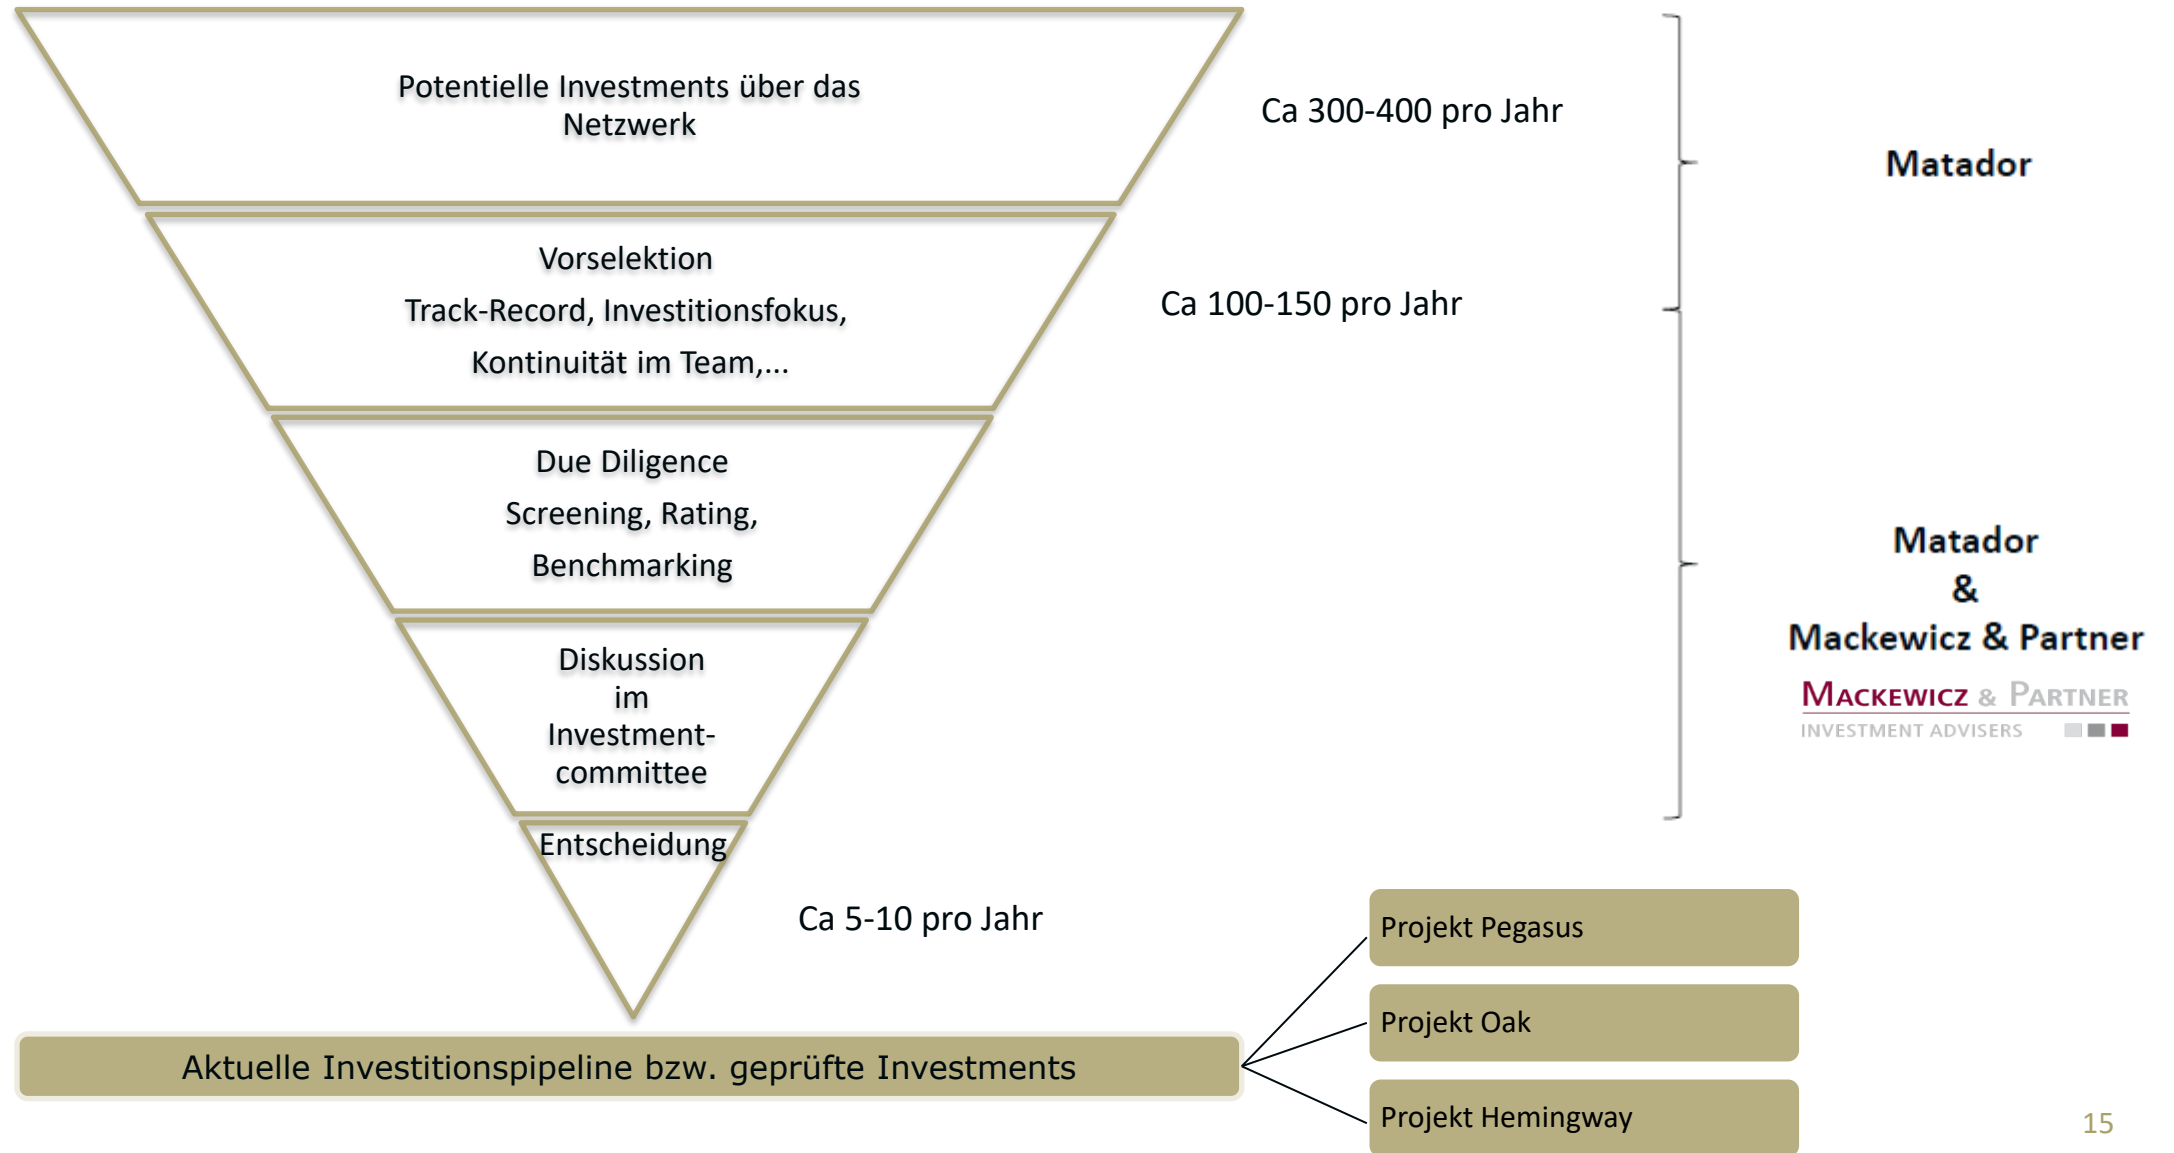 Potentielle Investments über das
Netzwerk
Ca 300-400 pro Jahr
Matador
Vorselektion
Track-Record, Investitionsfokus,
Kontinuität im Team,...
Ca 100-150 pro Jahr
Due Diligence
Screening, Rating,
Benchmarking
Matador
&
Mackewicz & Partner
MACKEWICZ & PARTNER
INVESTMENT ADVISERS
Diskussion
im
Investment-
committee
Entscheidung
Ca 5-10 pro Jahr
Projekt Pegasus
Projekt Oak
Aktuelle Investitionspipeline bzw. geprüfte Investments
Projekt Hemingway
15